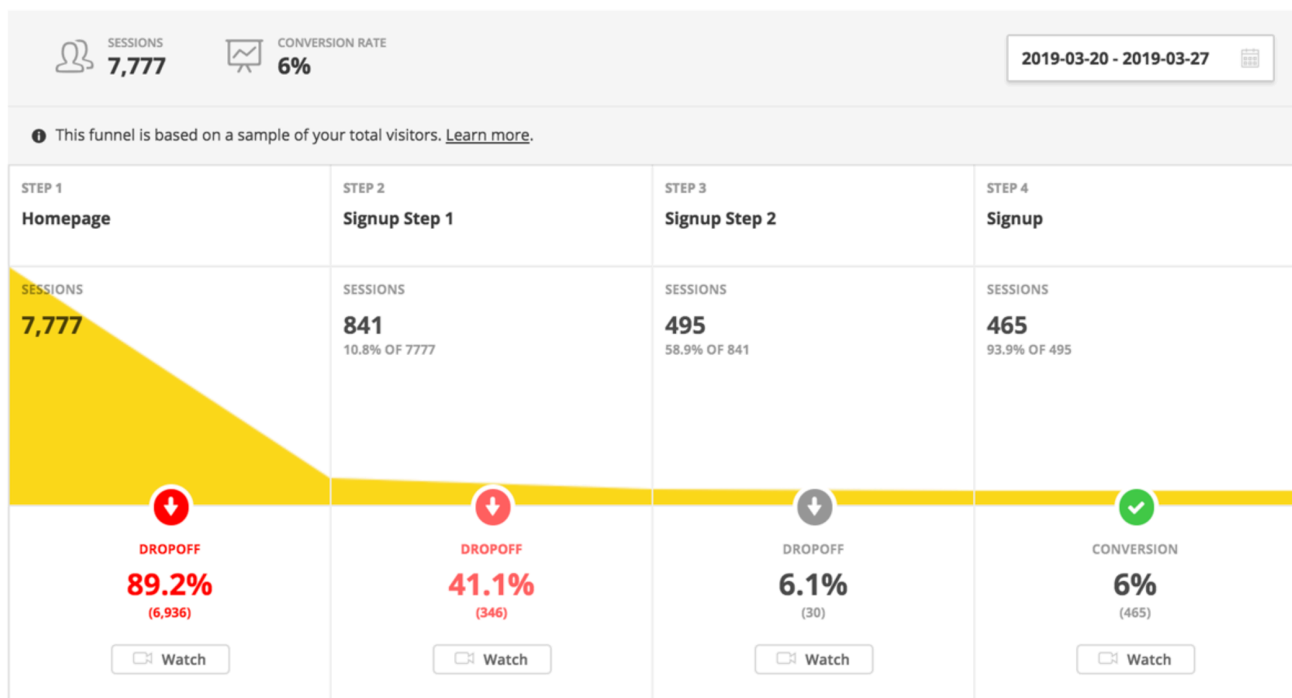 SESSIONS
7,777
CONVERSION RATE
6%
2019-03-20 - 2019-03-27
This funnel is based on a sample of your total visitors. Learn more.
STEP 1
Homepage
STEP 2
Signup Step 1
STEP 3
Signup Step 2
STEP 4
Signup
SESSIONS
7,777
SESSIONS
841
10.8% OF 7777
SESSIONS
495
58.9% OF 841
SESSIONS
465
93.9% OF 495
DROPOFF
89.2%
(6,936)
Watch
DROPOFF
41.1%
(346)
Watch
DROPOFF
6.1%
(30)
Watch
CONVERSION
6%
(465)
Watch